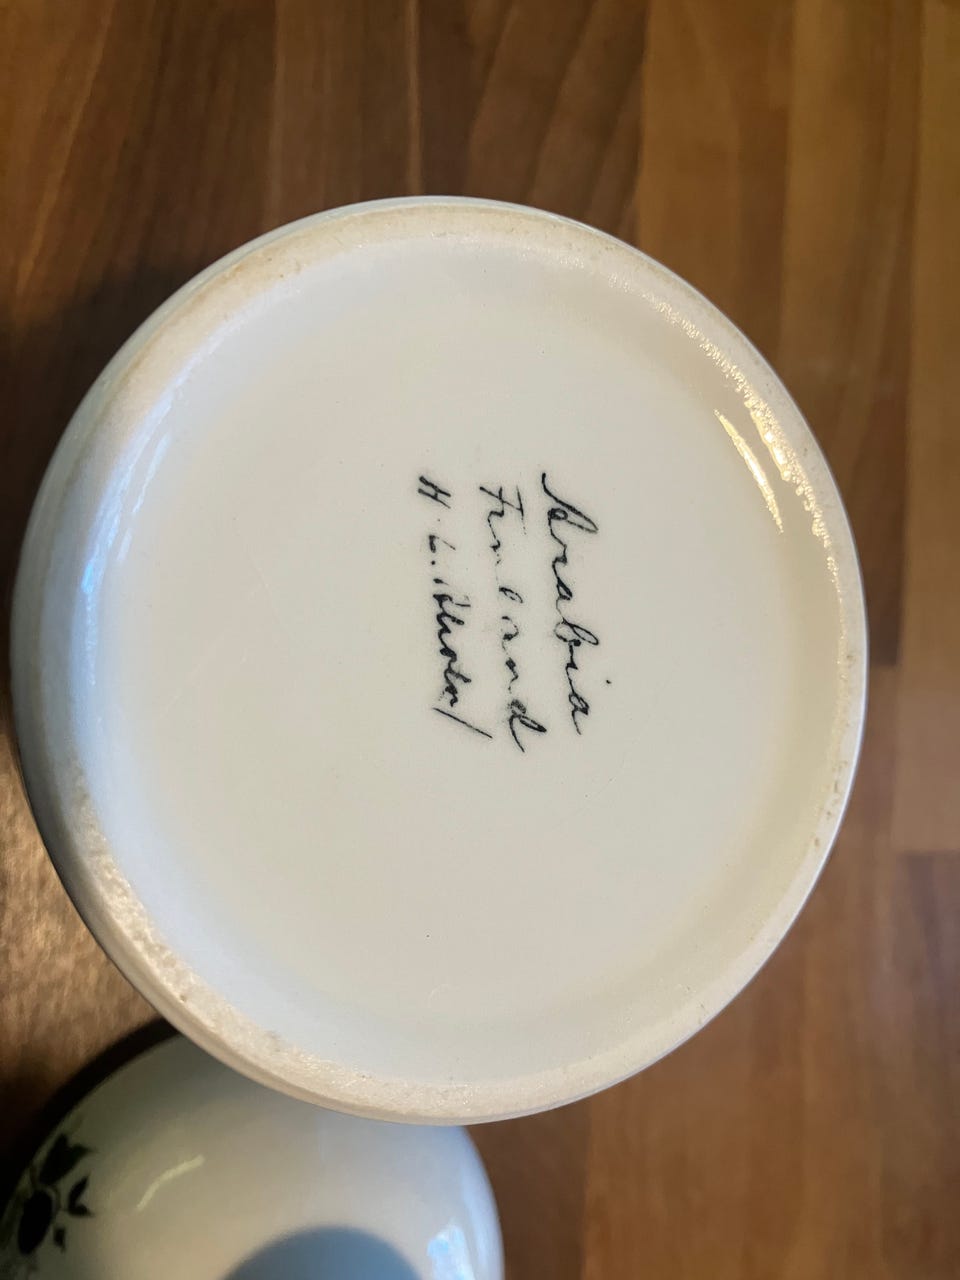 Arabia
Finland
H. L.